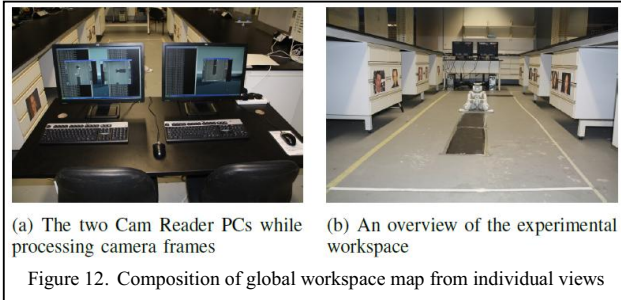 (a) The two Cam Reader PCs while
processing camera frames
(b) An overview of the experimental
workspace
Figure 12. Composition of global workspace map from individual views